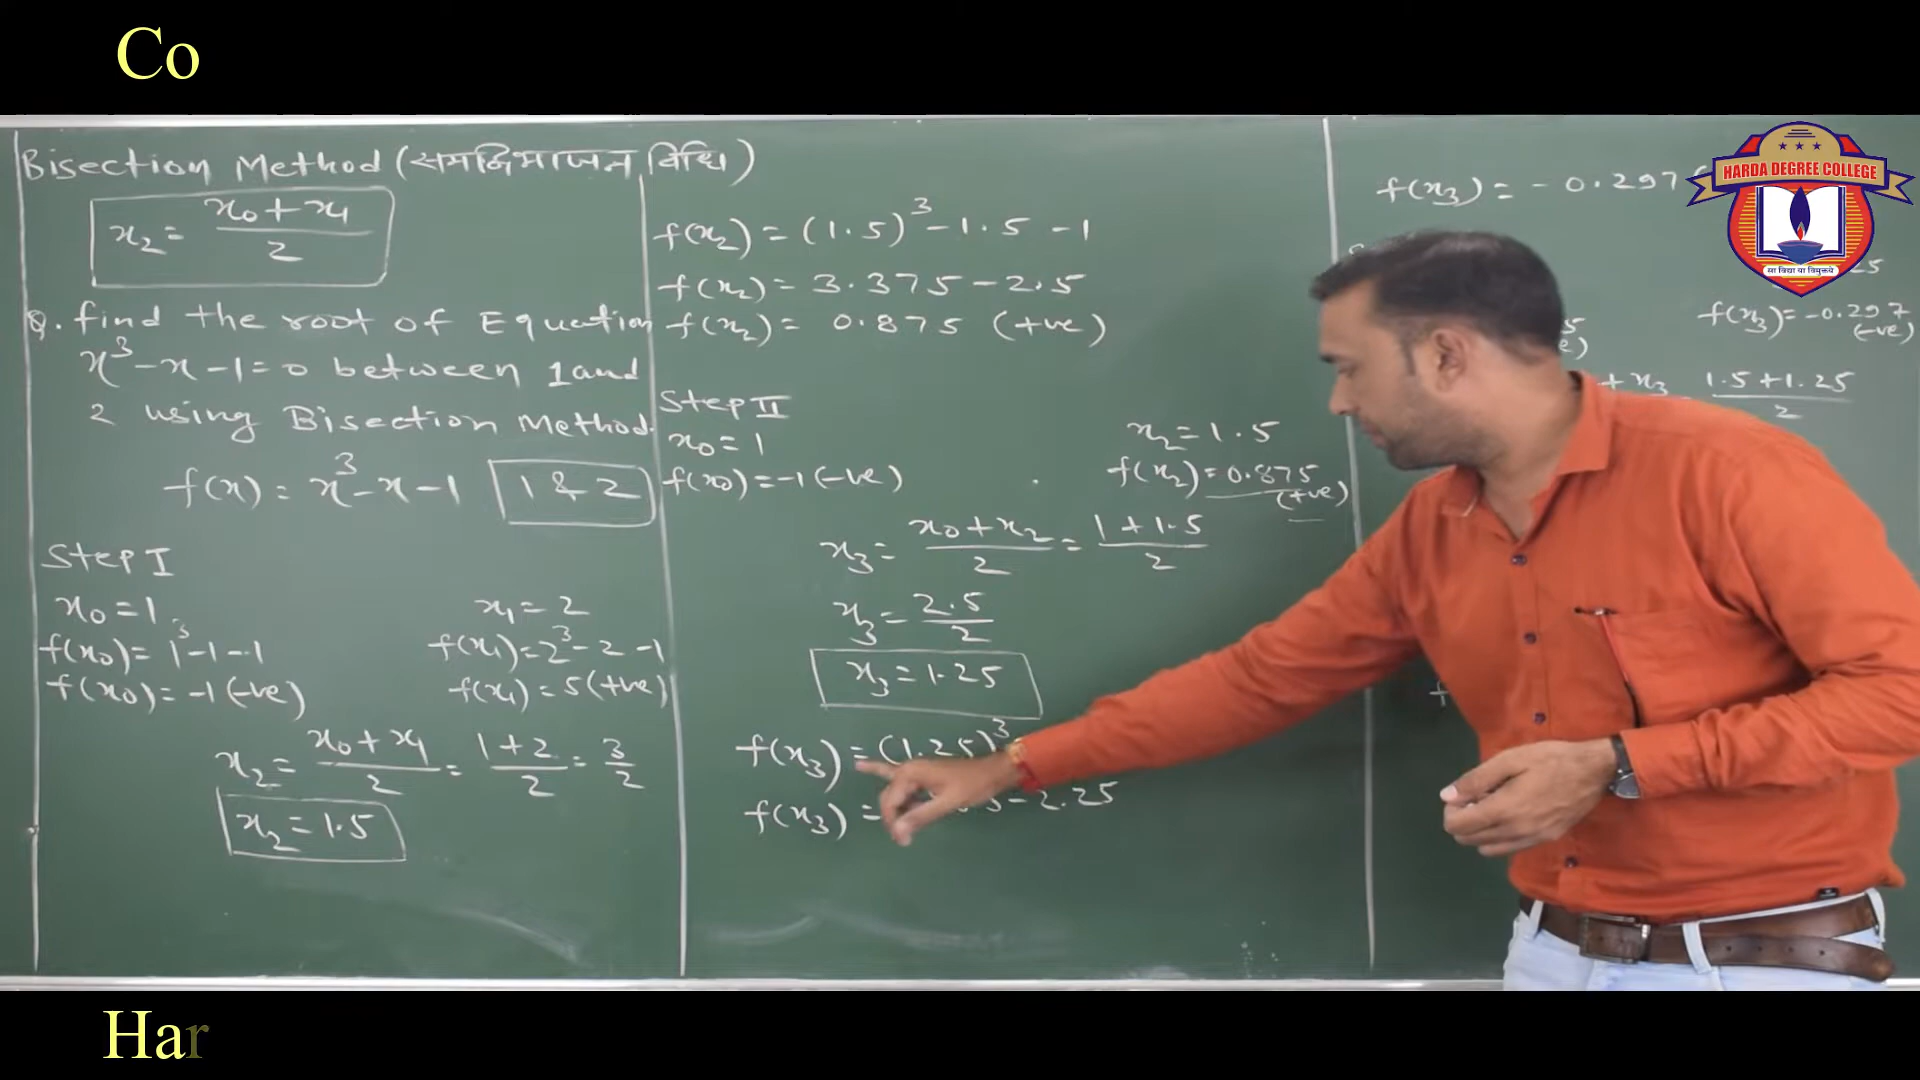 Co
Bisection Method (समद्विभाजन विधि)
x₂ = (x₀ + x₁)/2
Q. find the root of Equation
x³ - x - 1 = 0 between 1 and
2 using Bisection Method.
f(x) = x³ - x - 1 1 & 2
Step I
x₀ = 1 x₁ = 2
f(x₀) = 1³ - 1 - 1 f(x₁) = 2³ - 2 - 1
f(x₀) = -1 (-ve) f(x₁) = 5 (+ve)
x₂ = (x₀ + x₁)/2 = (1 + 2)/2 = 3/2
x₂ = 1.5
f(x₂) = (1.5)³ - 1.5 - 1
f(x₂) = 3.375 - 2.5
f(x₂) = 0.875 (+ve)
Step II
x₀ = 1 x₂ = 1.5
f(x₀) = -1 (-ve) f(x₂) = 0.875 (+ve)
x₃ = (x₀ + x₂)/2 = (1 + 1.5)/2
x₃ = 2.5/2
x₃ = 1.25
f(x₃) = (1.25)³
f(x₃) = - 2.25
f(x₃) = -0.297
f(x₃) = -0.297 (-ve)
+ x₃ 1.5 + 1.25
2
HARDA DEGREE COLLEGE
सा विद्या या विमुक्तये
Har